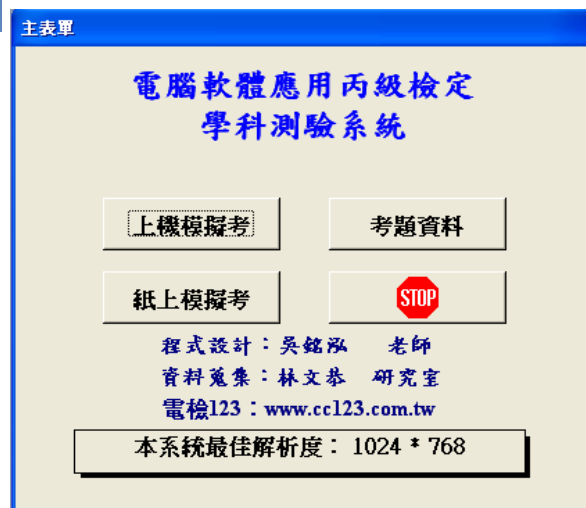 主表單
電腦軟體應用丙級檢定
學科測驗系統
上機模擬考 考題資料
紙上模擬考 STOP
程式設計：吳銘泓 老師
資料蒐集：林文恭 研究室
電檢123：www.cc123.com.tw
本系統最佳解析度： 1024 * 768